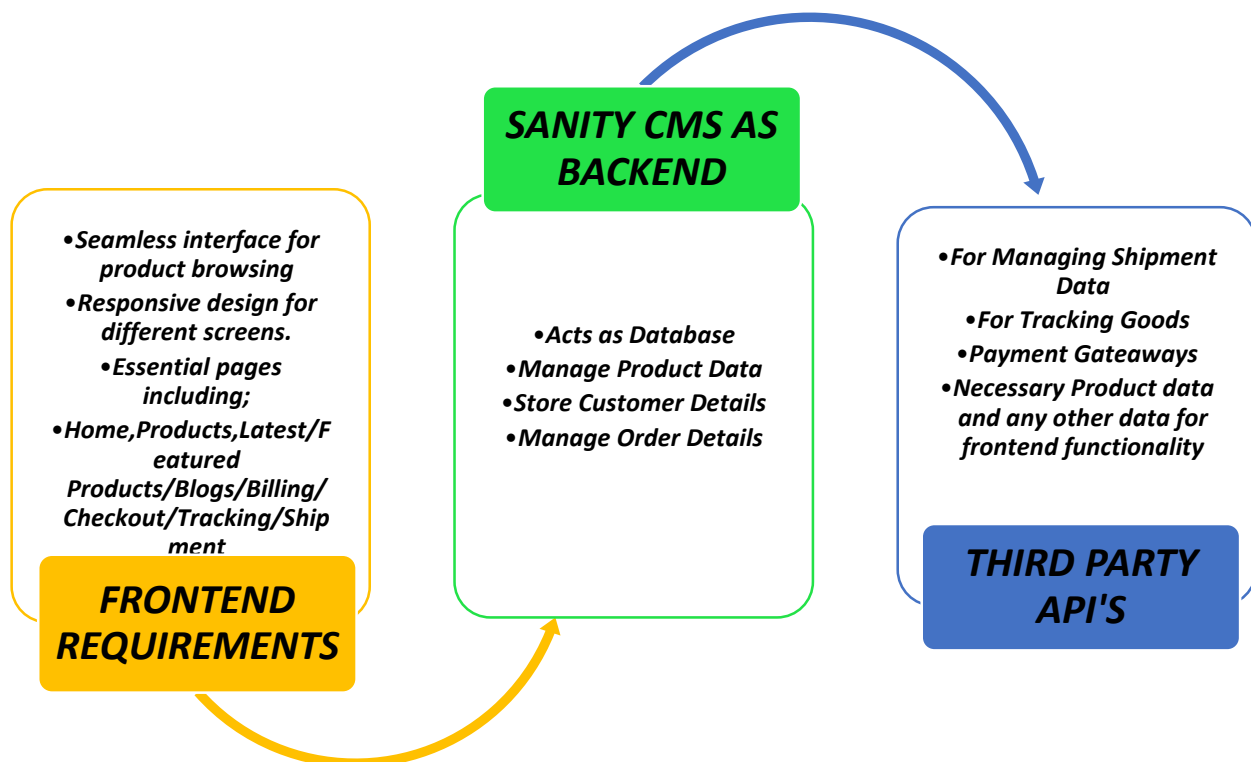 •Seamless interface for
product browsing
•Responsive design for
different screens.
•Essential pages
including;
•Home,Products,Latest/F
eatured
Products/Blogs/Billing/
Checkout/Tracking/Ship
ment
FRONTEND
REQUIREMENTS
SANITY CMS AS
BACKEND
•Acts as Database
•Manage Product Data
•Store Customer Details
•Manage Order Details
•For Managing Shipment
Data
•For Tracking Goods
•Payment Gateaways
•Necessary Product data
and any other data for
frontend functionality
THIRD PARTY
API'S